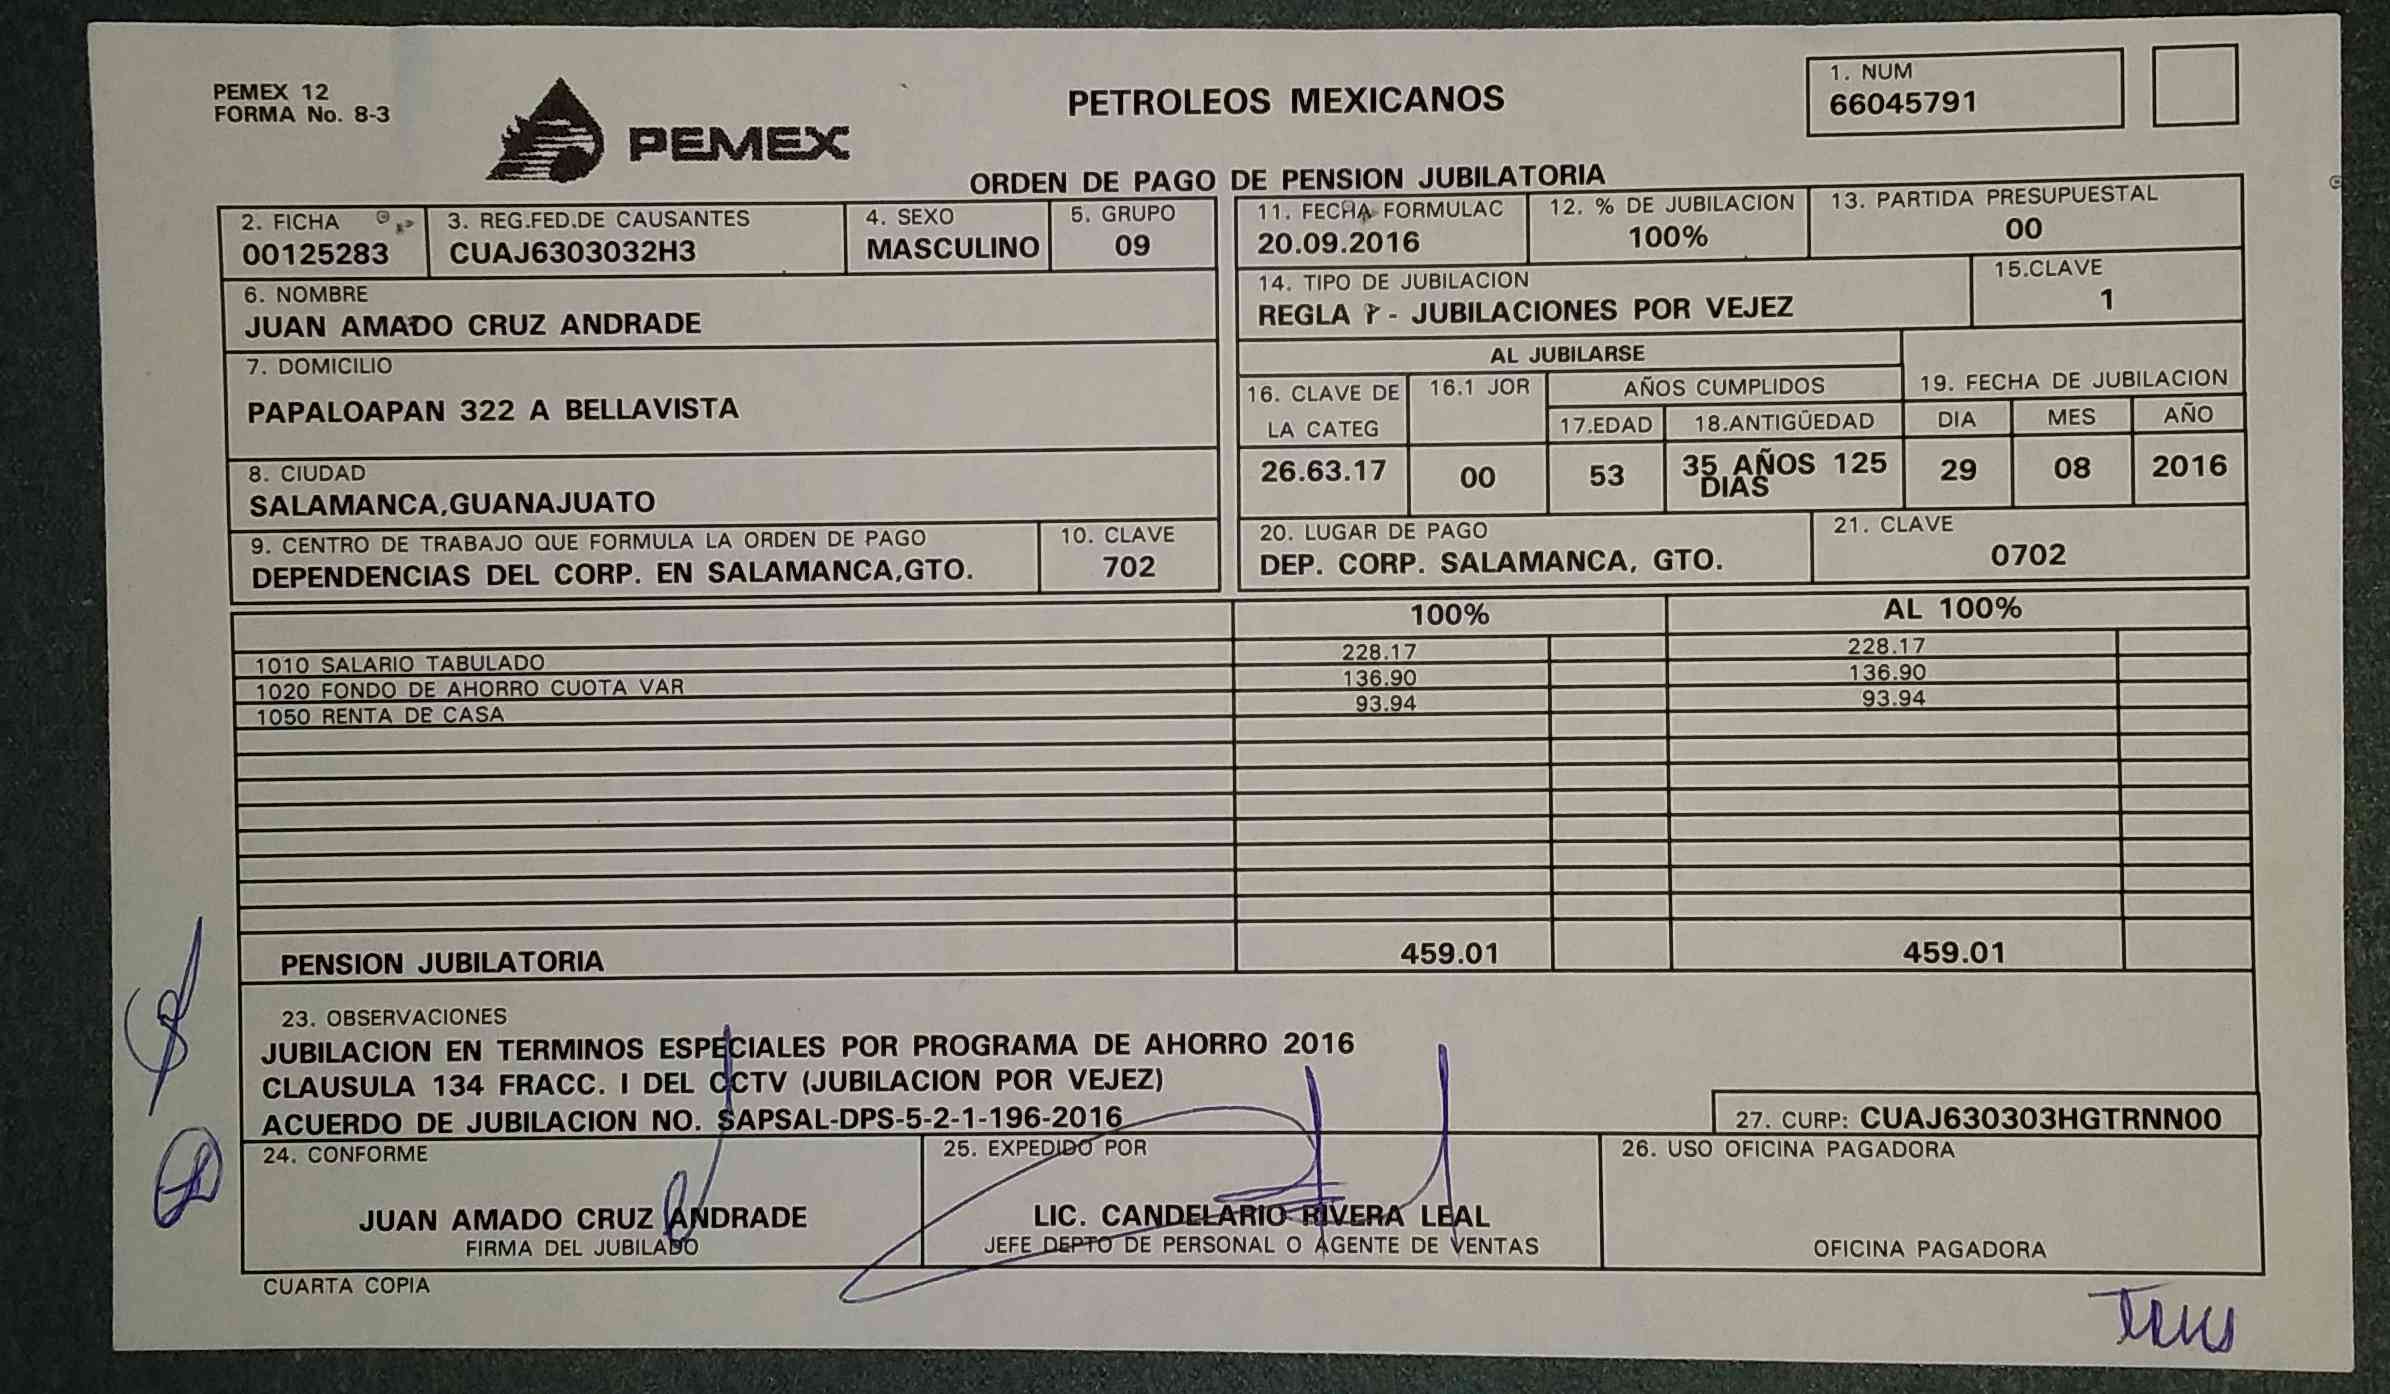 PEMEX 12
FORMA No. 8-3
PEMEX
PETROLEOS MEXICANOS
ORDEN DE PAGO DE PENSION JUBILATORIA
1. NUM
66045791
2. FICHA
00125283
3. REG.FED.DE CAUSANTES
CUAJ6303032H3
4. SEXO
MASCULINO
5. GRUPO
09
6. NOMBRE
JUAN AMADO CRUZ ANDRADE
7. DOMICILIO
PAPALOAPAN 322 A BELLAVISTA
8. CIUDAD
SALAMANCA,GUANAJUATO
9. CENTRO DE TRABAJO QUE FORMULA LA ORDEN DE PAGO
DEPENDENCIAS DEL CORP. EN SALAMANCA,GTO.
10. CLAVE
702
11. FECHA FORMULAC
20.09.2016
12. % DE JUBILACION
100%
13. PARTIDA PRESUPUESTAL
00
14. TIPO DE JUBILACION
REGLA - JUBILACIONES POR VEJEZ
15.CLAVE
1
AL JUBILARSE
16. CLAVE DE
LA CATEG
26.63.17
16.1 JOR
00
AÑOS CUMPLIDOS
17.EDAD
53
18.ANTIGÜEDAD
35 AÑOS 125
DIAS
19. FECHA DE JUBILACION
DIA MES AÑO
29 08 2016
20. LUGAR DE PAGO
DEP. CORP. SALAMANCA, GTO.
21. CLAVE
0702
100% AL 100%
1010 SALARIO TABULADO 228.17 228.17
1020 FONDO DE AHORRO CUOTA VAR 136.90 136.90
1050 RENTA DE CASA 93.94 93.94
PENSION JUBILATORIA 459.01 459.01
23. OBSERVACIONES
JUBILACION EN TERMINOS ESPECIALES POR PROGRAMA DE AHORRO 2016
CLAUSULA 134 FRACC. I DEL CCTV (JUBILACION POR VEJEZ)
ACUERDO DE JUBILACION NO. SAPSAL-DPS-5-2-1-196-2016
27. CURP: CUAJ630303HGTRNN00
24. CONFORME
JUAN AMADO CRUZ ANDRADE
FIRMA DEL JUBILADO
25. EXPEDIDO POR
LIC. CANDELARIO RIVERA LEAL
JEFE DEPTO DE PERSONAL O AGENTE DE VENTAS
26. USO OFICINA PAGADORA
OFICINA PAGADORA
CUARTA COPIA